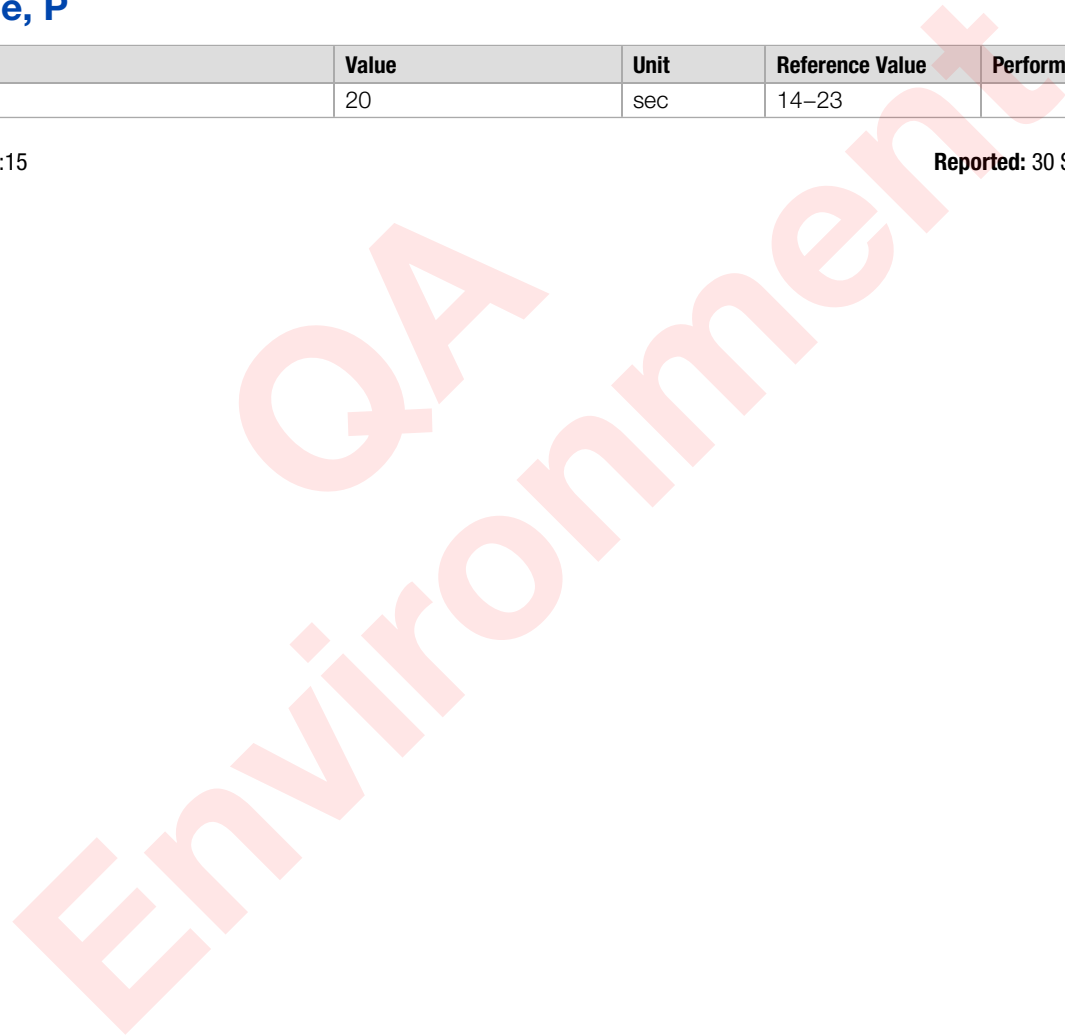 e, P
Value Unit Reference Value Perform
20 sec 14–23
:15 Reported: 30 S
QA
Environment